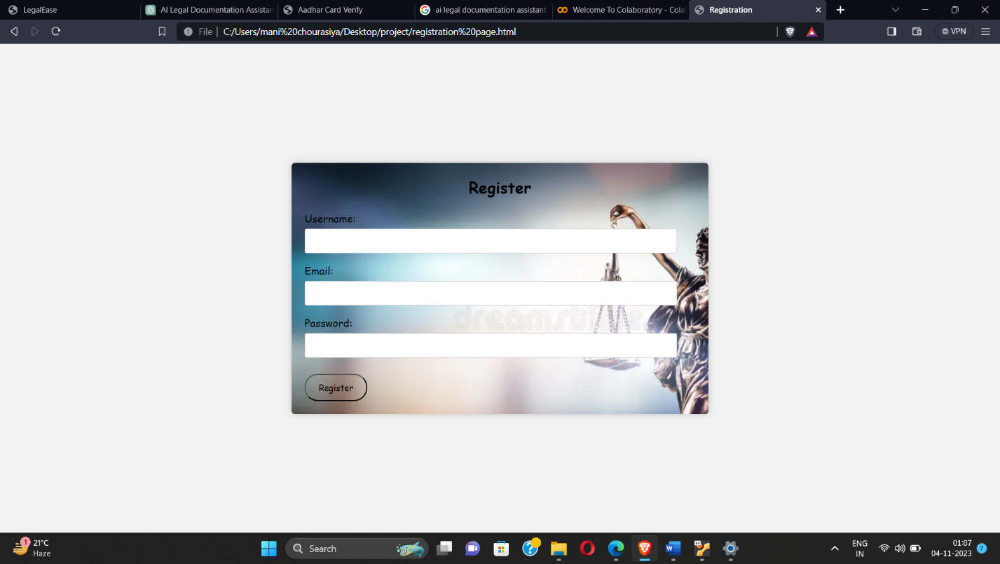 LegalEase
AI Legal Documentation Assistan
Aadhar Card Verify
ai legal documentation assistant
Welcome To Colaboratory - Cola
Registration
File
C:/Users/mani%20chourasiya/Desktop/project/registration%20page.html
VPN
Register
Username:
Email:
dreamstime
Password:
Register
1
21°C
Haze
Search
ENG
IN
01:07
04-11-2023
7